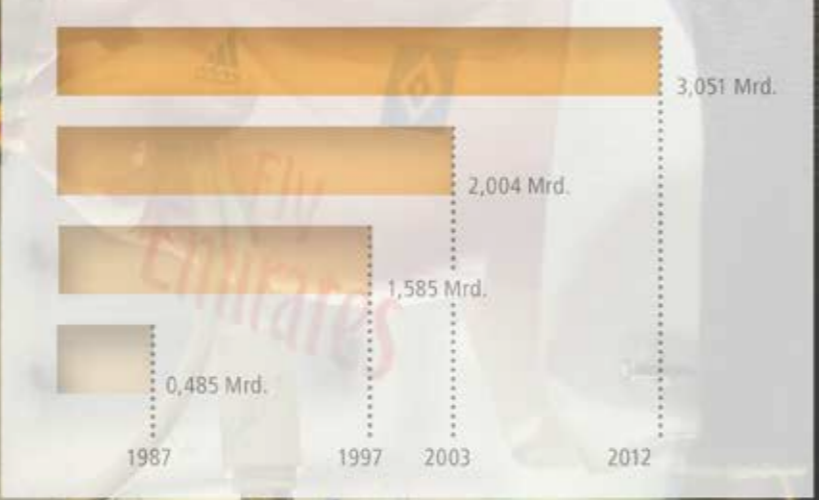 3,051 Mrd.
2,004 Mrd.
Fly
Emirates
1,585 Mrd.
0,485 Mrd.
1987 1997 2003 2012